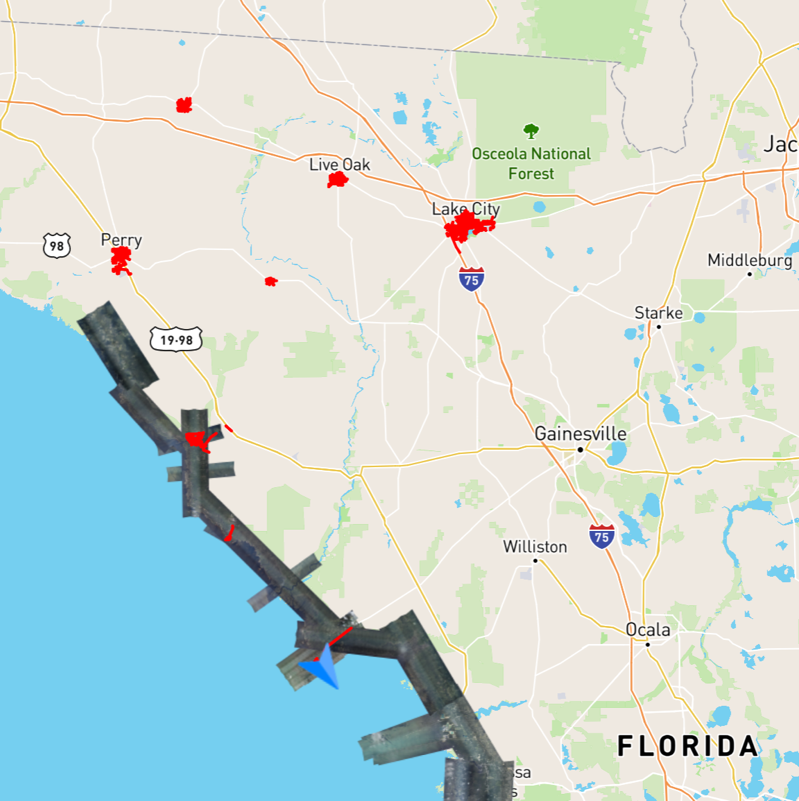 Jac
Live Oak
Osceola National
Forest
Lake City
98
Perry
75
Middleburg
19-98
Starke
Gainesville
75
Williston
Ocala
FLORIDA
sa
s